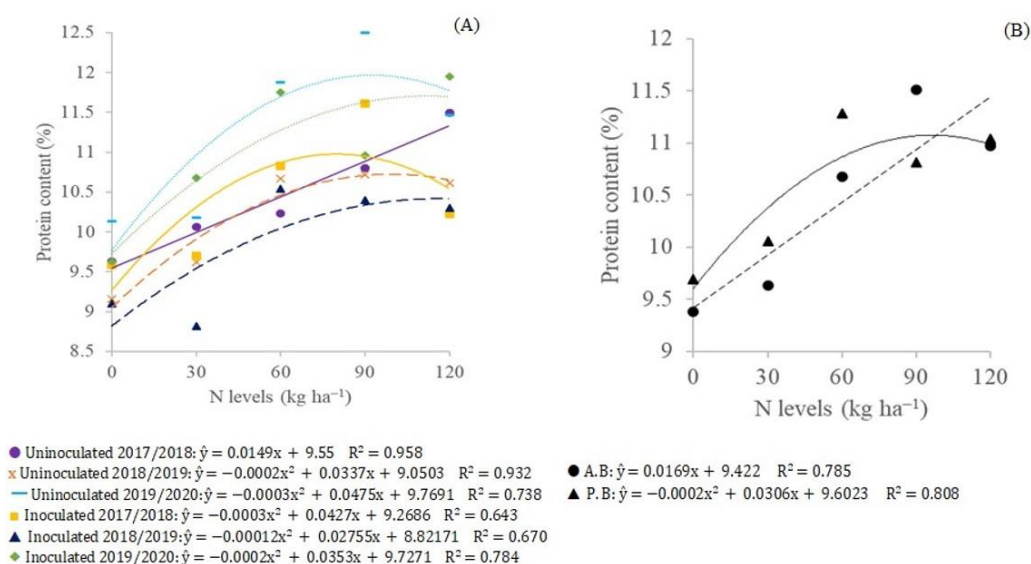 (A)
Protein content (%)
12.5
12
11.5
11
10.5
10
9.5
9
8.5
0 30 60 90 120
N levels (kg ha⁻¹)
(B)
Protein content (%)
12
11.5
11
10.5
10
9.5
9
0 30 60 90 120
N levels (kg ha⁻¹)
Uninoculated 2017/2018: ŷ = 0.0149x + 9.55 R² = 0.958
Uninoculated 2018/2019: ŷ = −0.0002x² + 0.0337x + 9.0503 R² = 0.932
Uninoculated 2019/2020: ŷ = −0.0003x² + 0.0475x + 9.7691 R² = 0.738
Inoculated 2017/2018: ŷ = −0.0003x² + 0.0427x + 9.2686 R² = 0.643
Inoculated 2018/2019: ŷ = −0.00012x² + 0.02755x + 8.82171 R² = 0.670
Inoculated 2019/2020: ŷ = −0.0002x² + 0.0353x + 9.7271 R² = 0.784
A.B: ŷ = 0.0169x + 9.422 R² = 0.785
P.B: ŷ = −0.0002x² + 0.0306x + 9.6023 R² = 0.808